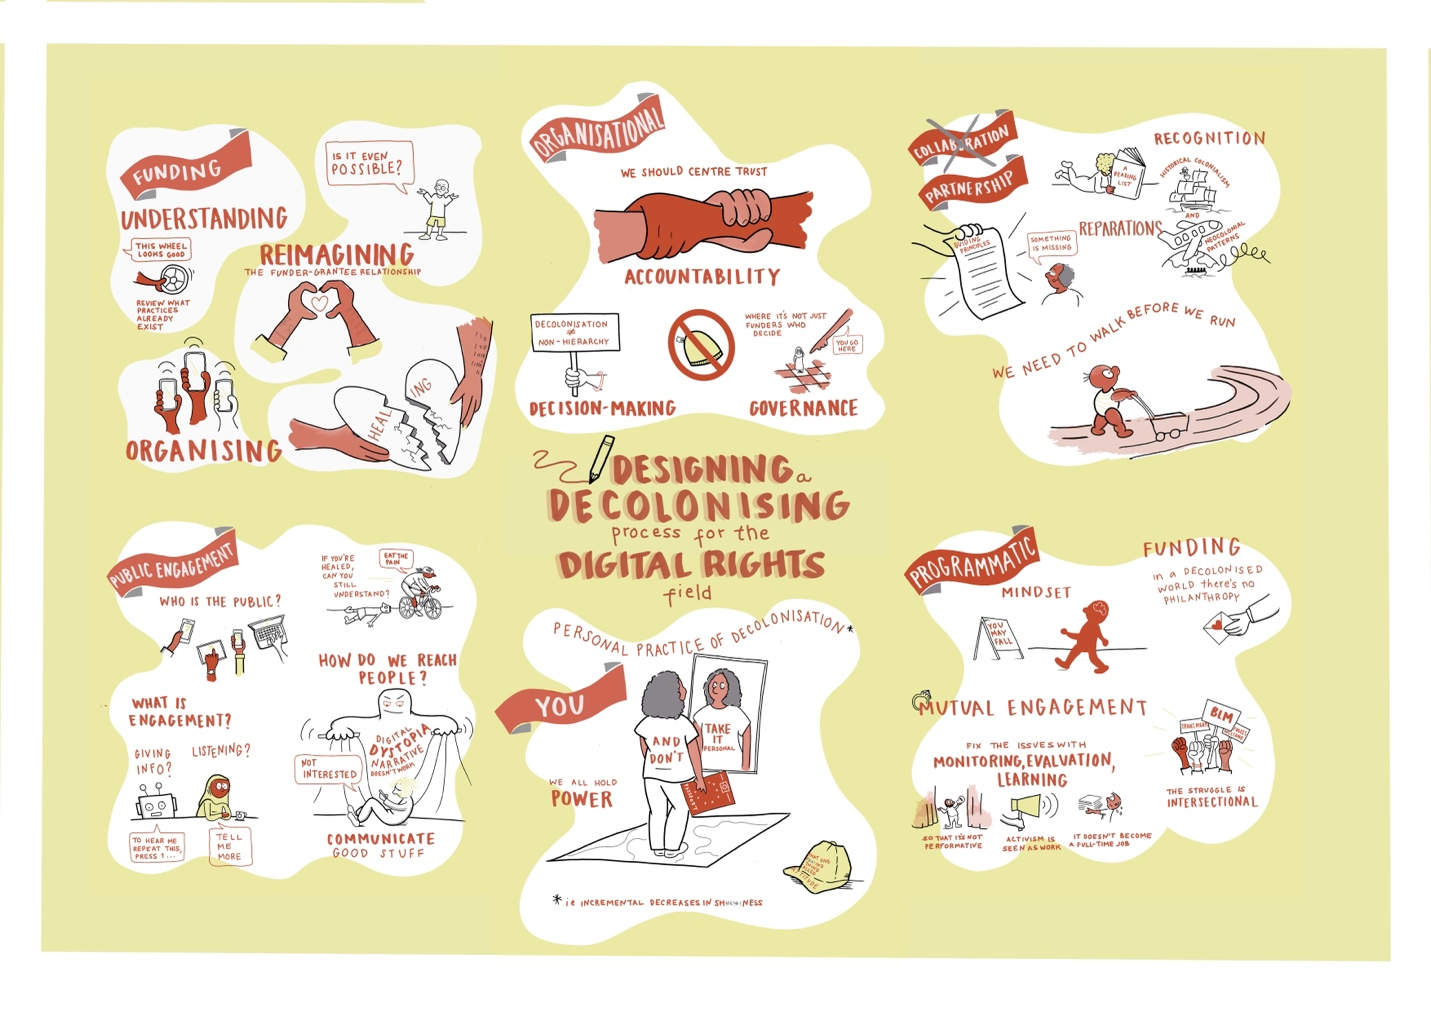 DESIGNING a
DECOLONISING
process for the
DIGITAL RIGHTS
field
FUNDING
UNDERSTANDING
THIS WHEEL
LOOKS GOOD
REVIEW WHAT
PRACTICES
ALREADY
EXIST
IS IT EVEN
POSSIBLE?
REIMAGINING
THE FUNDER-GRANTEE RELATIONSHIP
ORGANISING
HEALING
ORGANISATIONAL
WE SHOULD CENTRE TRUST
ACCOUNTABILITY
DECOLONISATION
≠
NON-HIERARCHY
DECISION-MAKING
WHERE IT'S NOT JUST
FUNDERS WHO
DECIDE
YOU GO
HERE
GOVERNANCE
COLLABORATION
PARTNERSHIP
RECOGNITION
A
READING
LIST
HISTORICAL COLONIALISM
AND
NEOCOLONIAL
PATTERNS
GUIDING
PRINCIPLES
SOMETHING
IS MISSING
REPARATIONS
WE NEED TO WALK BEFORE WE RUN
PUBLIC ENGAGEMENT
WHO IS THE PUBLIC?
IF YOU'RE
HEALED,
CAN YOU
STILL
UNDERSTAND?
EAT THE
PAIN
HOW DO WE REACH
PEOPLE?
WHAT IS
ENGAGEMENT?
GIVING
INFO?
LISTENING?
TO HEAR ME
REPEAT THIS,
PRESS 1...
TELL
ME
MORE
DIGITAL
DYSTOPIA
NARRATIVE
DOESN'T WORK
NOT
INTERESTED
COMMUNICATE
GOOD STUFF
PERSONAL PRACTICE OF DECOLONISATION*
YOU
AND
DON'T
TAKE
IT
PERSONAL
PASSPORT
WE ALL HOLD
POWER
ATTITUDE
* i.e INCREMENTAL DECREASES IN SH
NESS
PROGRAMMATIC
MINDSET
YOU
MAY
FALL
FUNDING
in a DECOLONISED
WORLD there's no
PHILANTHROPY
MUTUAL ENGAGEMENT
FIX THE ISSUES WITH
MONITORING, EVALUATION,
LEARNING
SO THAT IT'S NOT
PERFORMATIVE
ACTIVISM IS
SEEN AS WORK
IT DOESN'T BECOME
A FULL-TIME JOB
BLM
THE STRUGGLE IS
INTERSECTIONAL